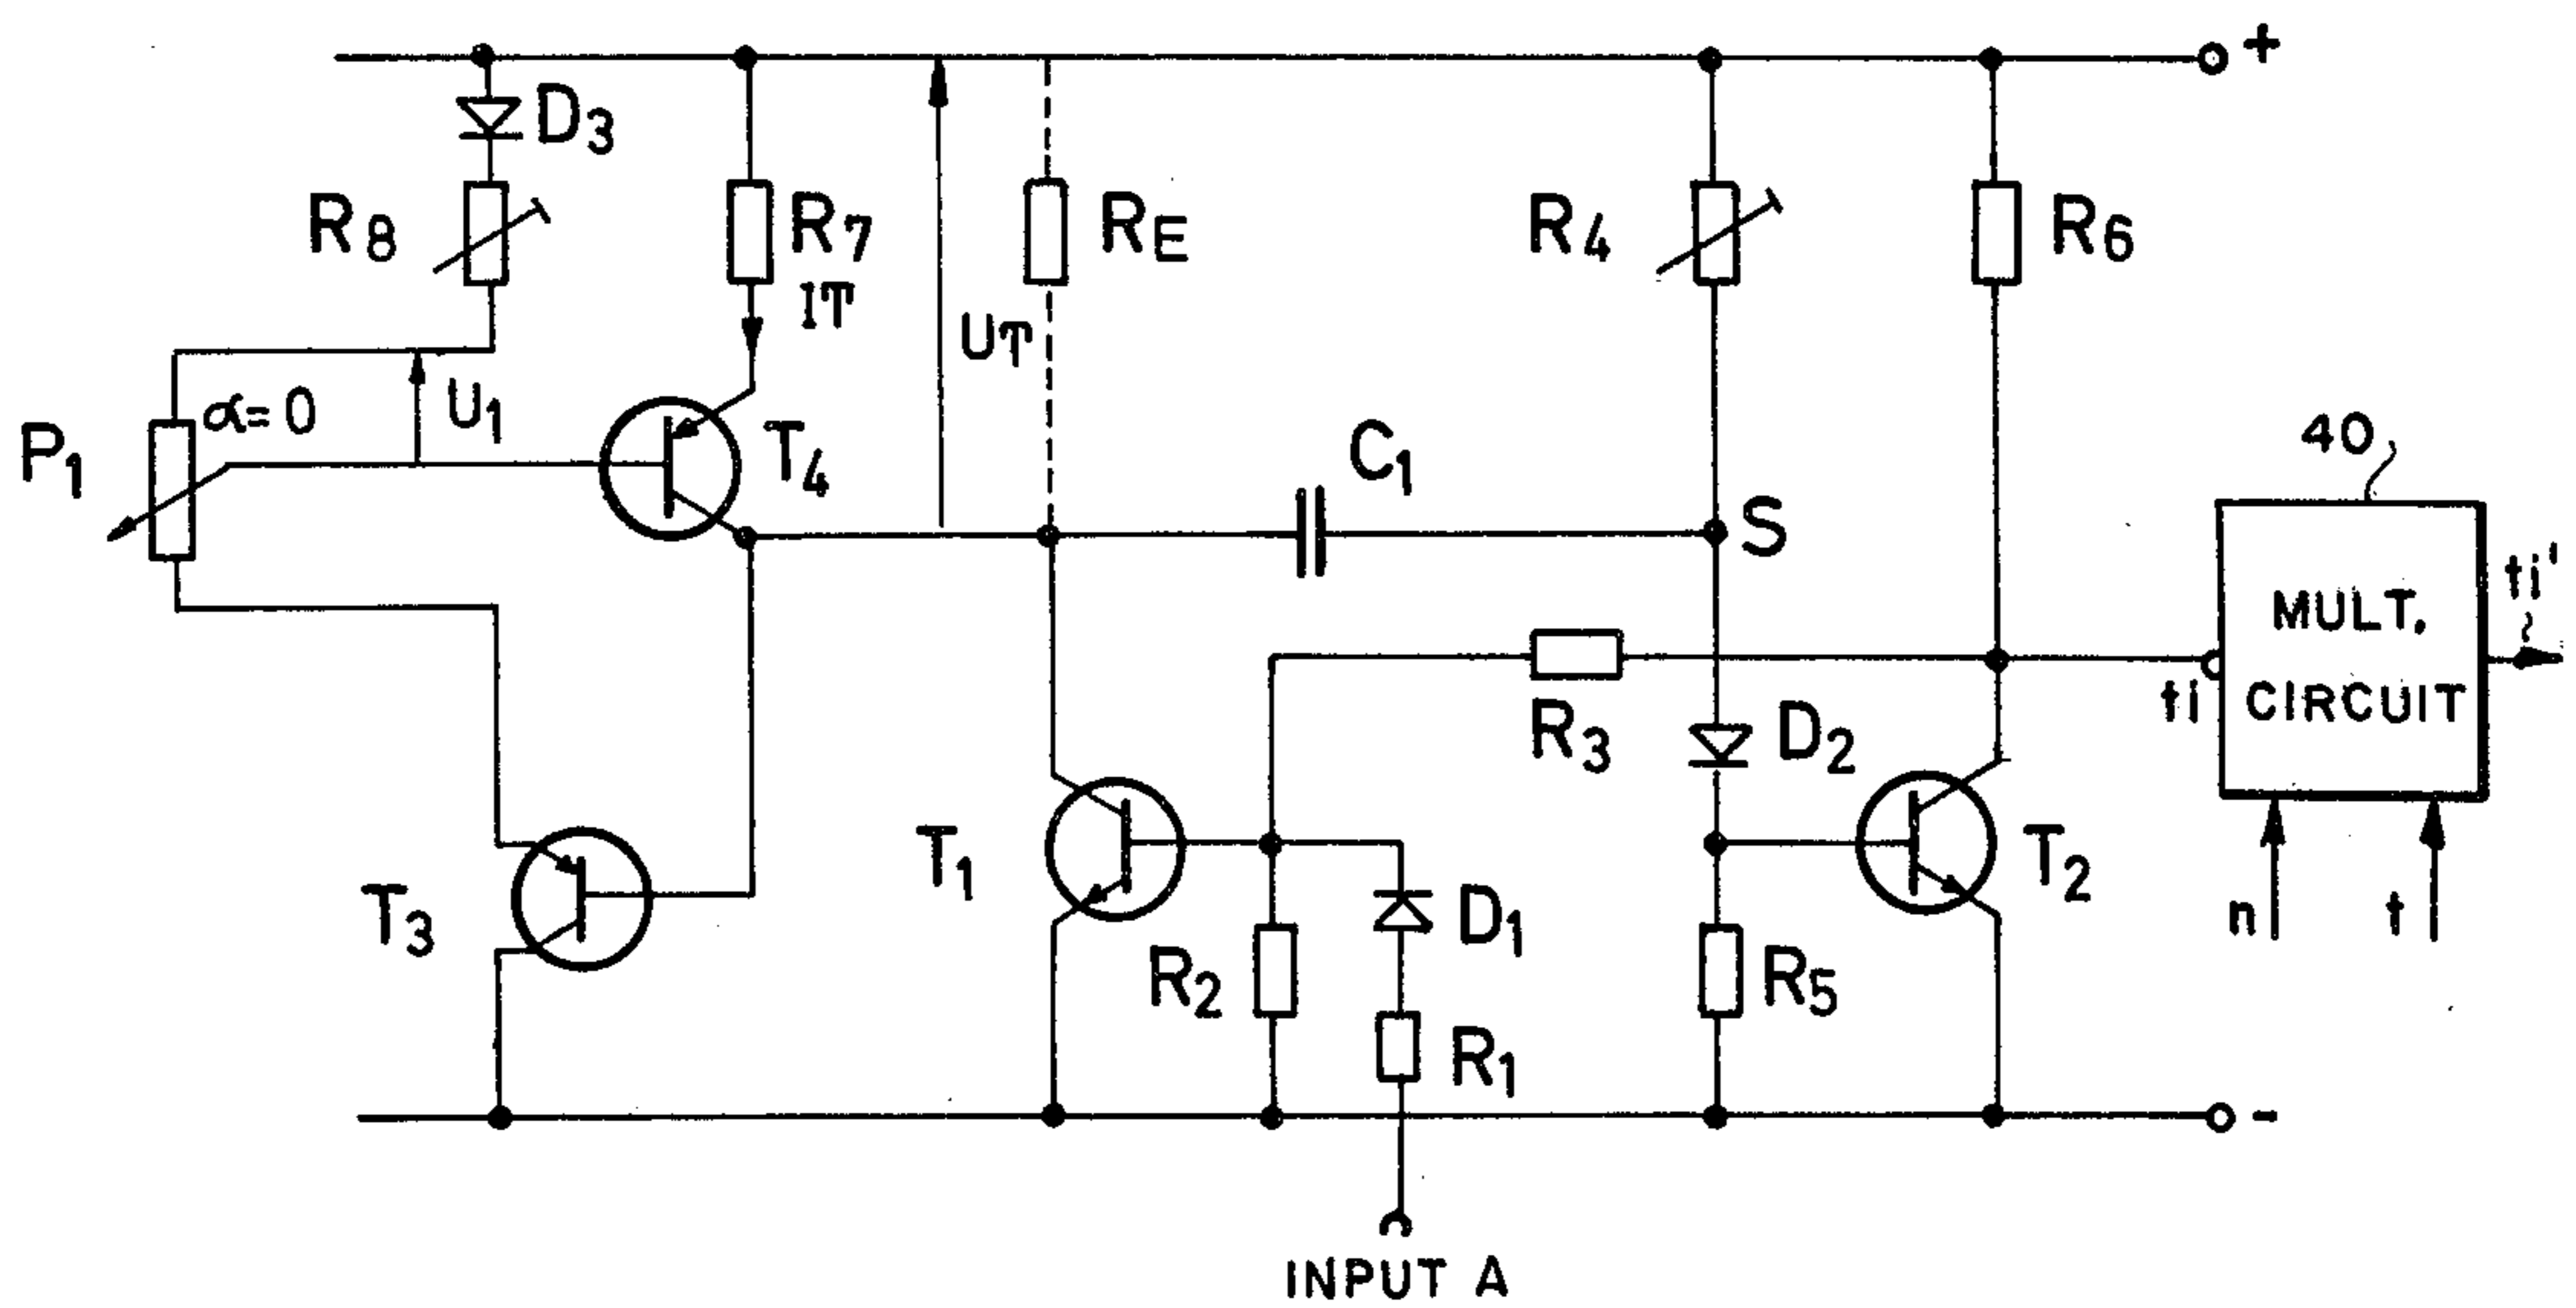 +
D3
R8
R7
RE
R4
R6
IT
UT
α=0
U1
P1
T4
C1
S
40
MULT.
CIRCUIT
ti
ti'
R3
D2
T1
T2
T3
D1
R2
R5
R1
n
t
-
INPUT A